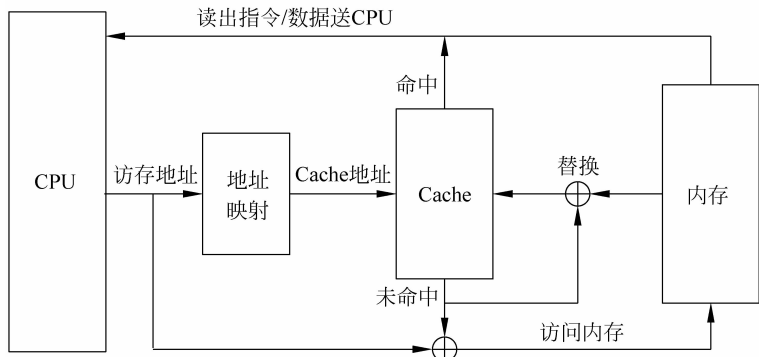 读出指令/数据送CPU
命中
CPU
访存地址
地址
映射
Cache地址
Cache
替换
内存
未命中
访问内存